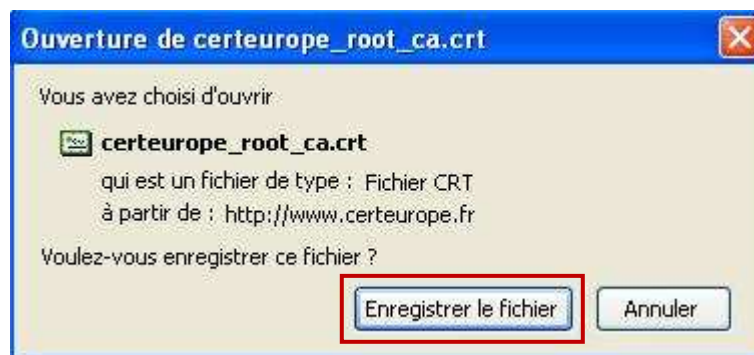 Ouverture de certeurope_root_ca.crt
Vous avez choisi d'ouvrir
certeurope_root_ca.crt
qui est un fichier de type : Fichier CRT
à partir de : http://www.certeurope.fr
Voulez-vous enregistrer ce fichier ?
Enregistrer le fichier Annuler